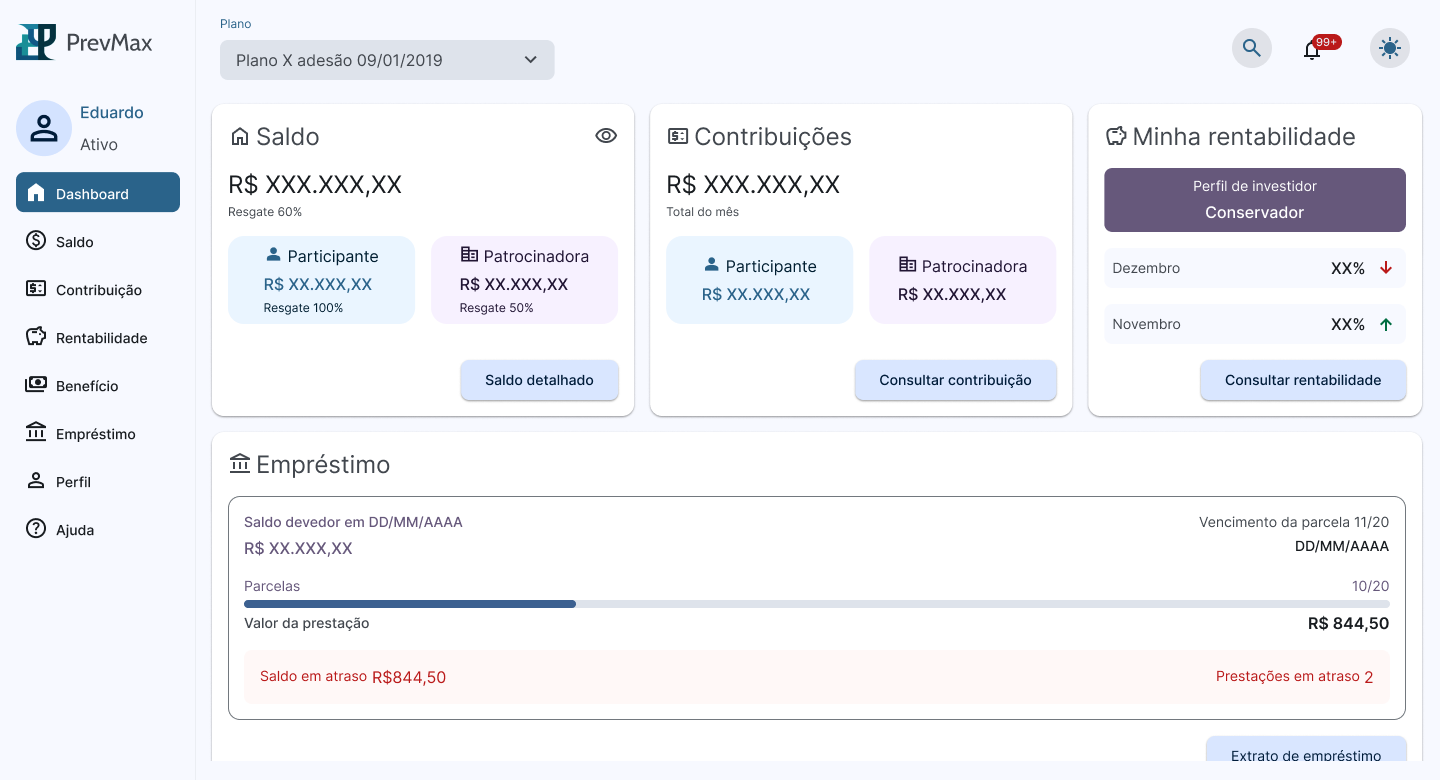 PrevMax
Eduardo
Ativo
Dashboard
Saldo
Contribuição
Rentabilidade
Benefício
Empréstimo
Perfil
Ajuda
Plano
Plano X adesão 09/01/2019
99+
Saldo
R$ XXX.XXX,XX
Resgate 60%
Participante
R$ XX.XXX,XX
Resgate 100%
Patrocinadora
R$ XX.XXX,XX
Resgate 50%
Saldo detalhado
Contribuições
R$ XXX.XXX,XX
Total do mês
Participante
R$ XX.XXX,XX
Patrocinadora
R$ XX.XXX,XX
Consultar contribuição
Minha rentabilidade
Perfil de investidor
Conservador
Dezembro XX%
Novembro XX%
Consultar rentabilidade
Empréstimo
Saldo devedor em DD/MM/AAAA
R$ XX.XXX,XX
Vencimento da parcela 11/20
DD/MM/AAAA
Parcelas 10/20
Valor da prestação R$ 844,50
Saldo em atraso R$844,50
Prestações em atraso 2
Extrato de empréstimo